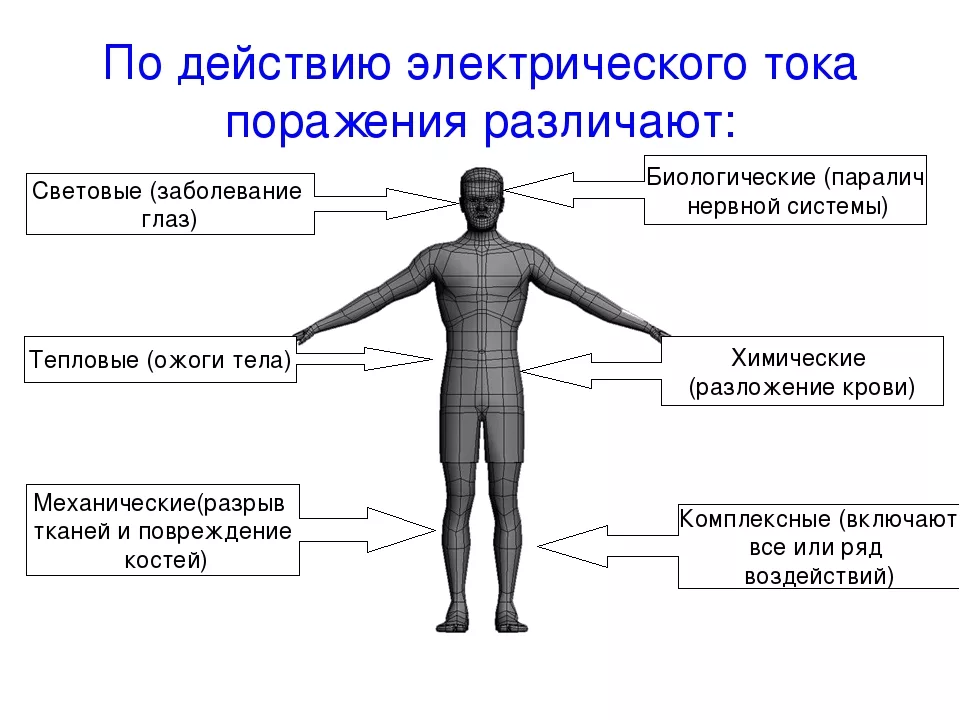 По действию электрического тока
поражения различают:
Световые (заболевание
глаз)
Биологические (паралич
нервной системы)
Тепловые (ожоги тела)
Химические
(разложение крови)
Механические(разрыв
тканей и повреждение
костей)
Комплексные (включают
все или ряд
воздействий)